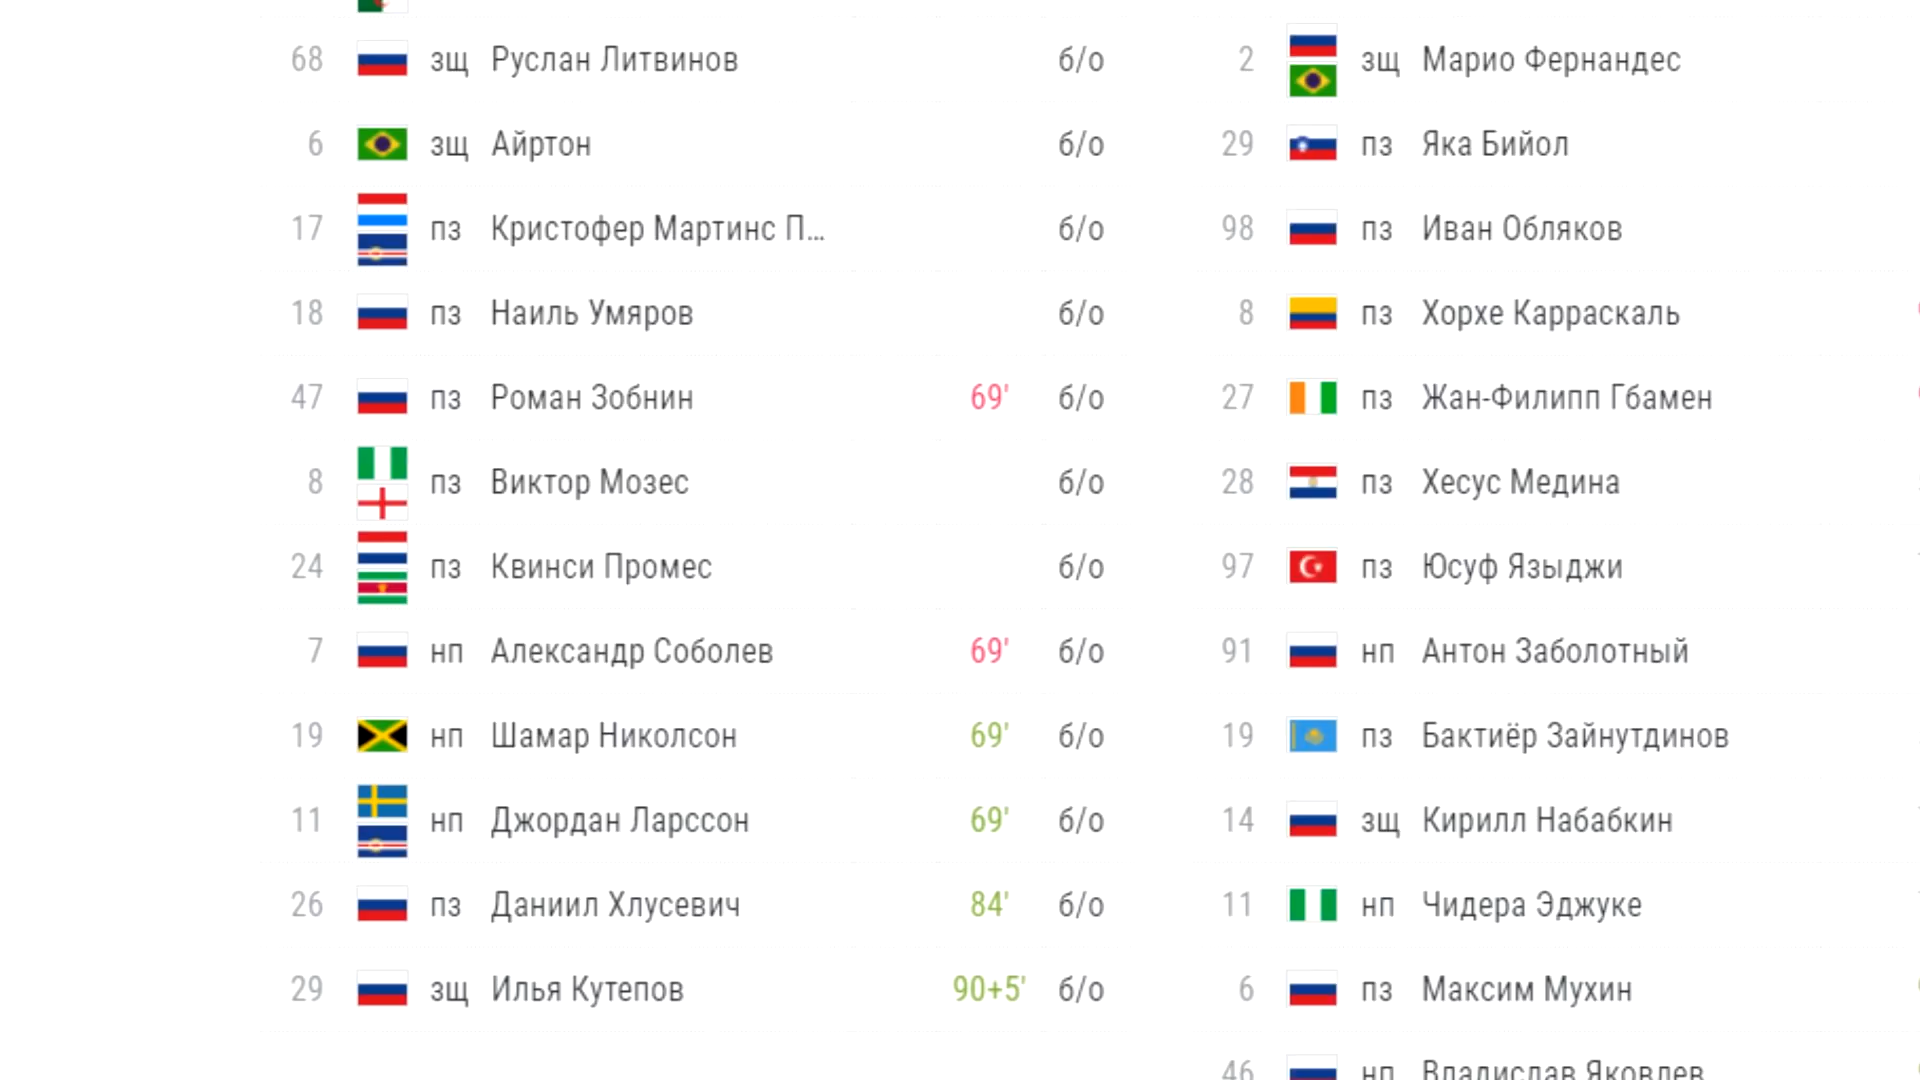 68 зщ Руслан Литвинов б/о 2 зщ Марио Фернандес
6 зщ Айртон б/о 29 пз Яка Бийол
17 пз Кристофер Мартинс П... б/о 98 пз Иван Обляков
18 пз Наиль Умяров б/о 8 пз Хорхе Карраскаль
47 пз Роман Зобнин 69' б/о 27 пз Жан-Филипп Гбамен
8 пз Виктор Мозес б/о 28 пз Хесус Медина
24 пз Квинси Промес б/о 97 пз Юсуф Языджи
7 нп Александр Соболев 69' б/о 91 нп Антон Заболотный
19 нп Шамар Николсон 69' б/о 19 пз Бактиёр Зайнутдинов
11 нп Джордан Ларссон 69' б/о 14 зщ Кирилл Набабкин
26 пз Даниил Хлусевич 84' б/о 11 нп Чидера Эджуке
29 зщ Илья Кутепов 90+5' б/о 6 пз Максим Мухин
46 нп Владислав Яковлев